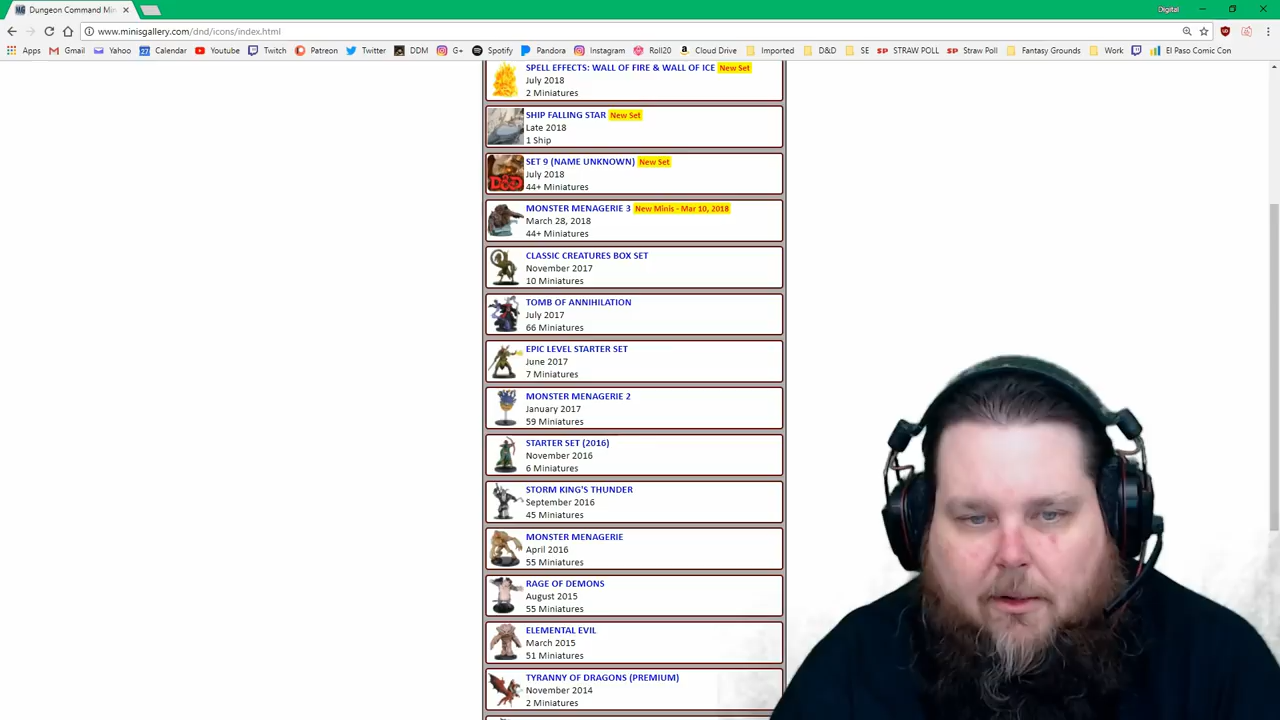 Dungeon Command Min
Digital
www.minisgallery.com/dnd/icons/index.html
Apps Gmail Yahoo Calendar Youtube Twitch Patreon Twitter DDM G+ Spotify Pandora Instagram Roll20 Cloud Drive Imported D&D SE STRAW POLL Straw Poll Fantasy Grounds Work El Paso Comic Con
SPELL EFFECTS: WALL OF FIRE & WALL OF ICE New Set
July 2018
2 Miniatures
SHIP FALLING STAR New Set
Late 2018
1 Ship
SET 9 (NAME UNKNOWN) New Set
July 2018
44+ Miniatures
MONSTER MENAGERIE 3 New Minis - Mar 10, 2018
March 28, 2018
44+ Miniatures
CLASSIC CREATURES BOX SET
November 2017
10 Miniatures
TOMB OF ANNIHILATION
July 2017
66 Miniatures
EPIC LEVEL STARTER SET
June 2017
7 Miniatures
MONSTER MENAGERIE 2
January 2017
59 Miniatures
STARTER SET (2016)
November 2016
6 Miniatures
STORM KING'S THUNDER
September 2016
45 Miniatures
MONSTER MENAGERIE
April 2016
55 Miniatures
RAGE OF DEMONS
August 2015
55 Miniatures
ELEMENTAL EVIL
March 2015
51 Miniatures
TYRANNY OF DRAGONS (PREMIUM)
November 2014
2 Miniatures